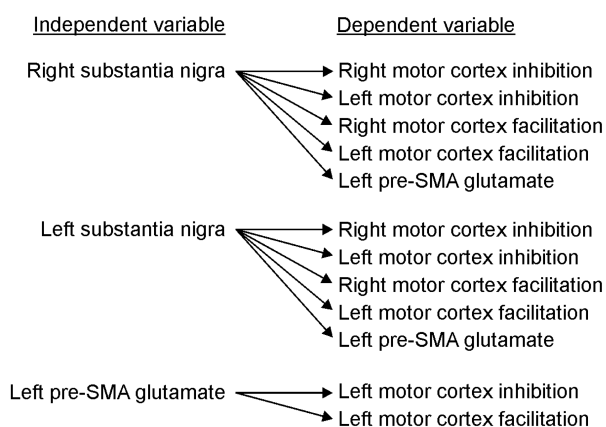 Independent variable Dependent variable
Right substantia nigra Right motor cortex inhibition
Left motor cortex inhibition
Right motor cortex facilitation
Left motor cortex facilitation
Left pre-SMA glutamate
Left substantia nigra Right motor cortex inhibition
Left motor cortex inhibition
Right motor cortex facilitation
Left motor cortex facilitation
Left pre-SMA glutamate
Left pre-SMA glutamate Left motor cortex inhibition
Left motor cortex facilitation